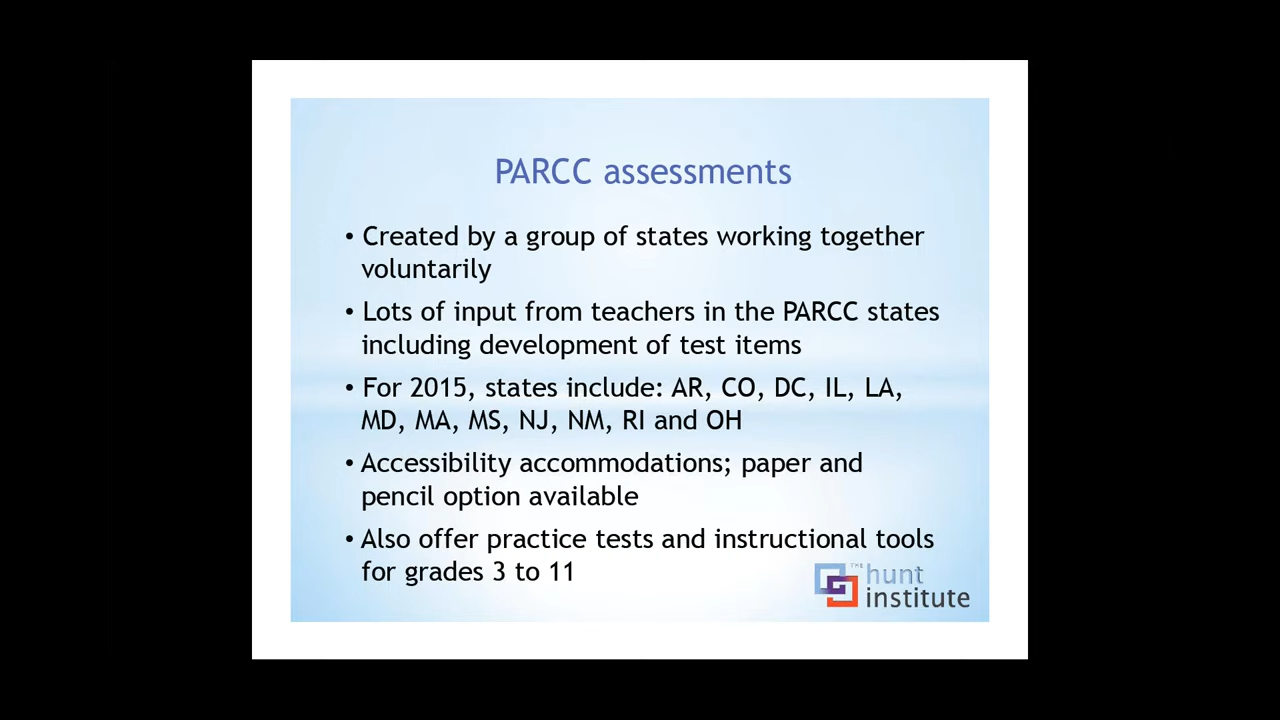 PARCC assessments
• Created by a group of states working together
voluntarily
• Lots of input from teachers in the PARCC states
including development of test items
• For 2015, states include: AR, CO, DC, IL, LA,
MD, MA, MS, NJ, NM, RI and OH
• Accessibility accommodations; paper and
pencil option available
• Also offer practice tests and instructional tools
for grades 3 to 11
THE hunt
institute